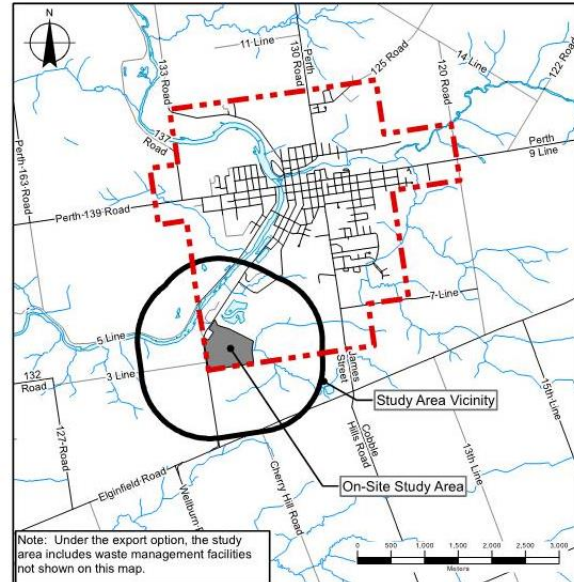 N
11 Line
133 Road
Perth
130 Road
125 Road
14 Line
120 Road
122 Road
137
Road
Perth-163 Road
Perth
9 Line
Perth-139 Road
7 Line
5 Line
132
Road
3 Line
James
Street
Study Area Vicinity
127 Road
15th Line
Cobble
Hills Road
13th Line
On-Site Study Area
Elginfield Road
Wellburn
Cherry Hill Road
Note: Under the export option, the study
area includes waste management facilities
not shown on this map.
500 0 500 1,000 1,500 2,000 2,500 3,000
Meters